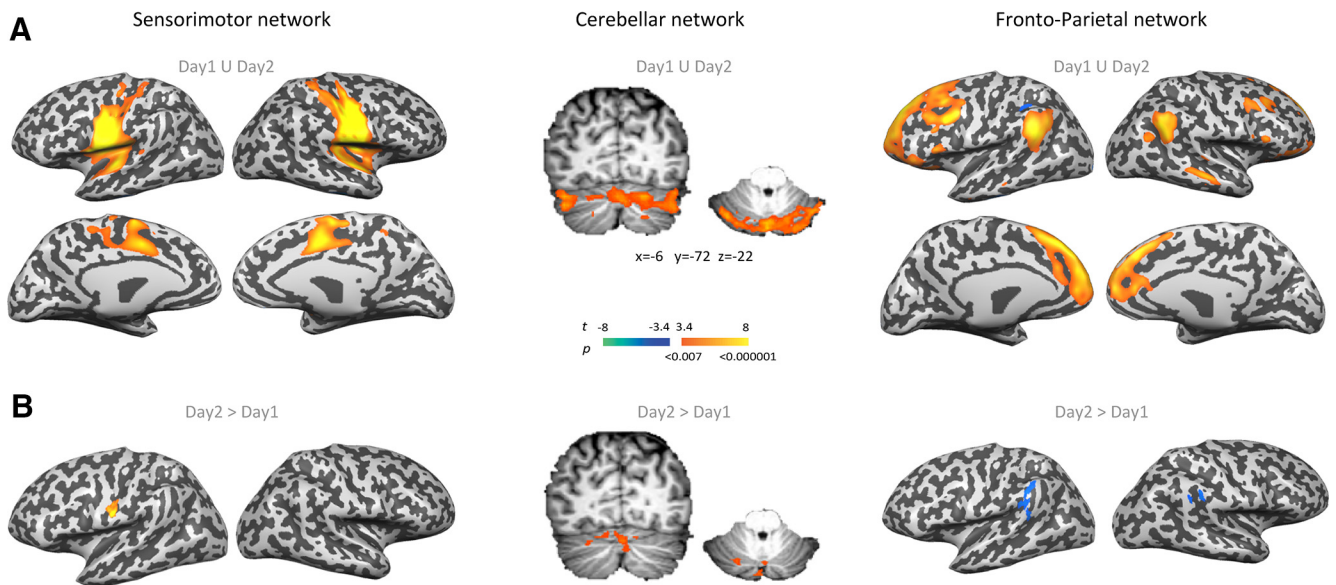 A
Sensorimotor network
Cerebellar network
Fronto-Parietal network
Day1 U Day2
Day1 U Day2
Day1 U Day2
x=-6 y=-72 z=-22
t -8 -3.4 3.4 8
p <0.007 <0.000001
B
Day2 > Day1
Day2 > Day1
Day2 > Day1